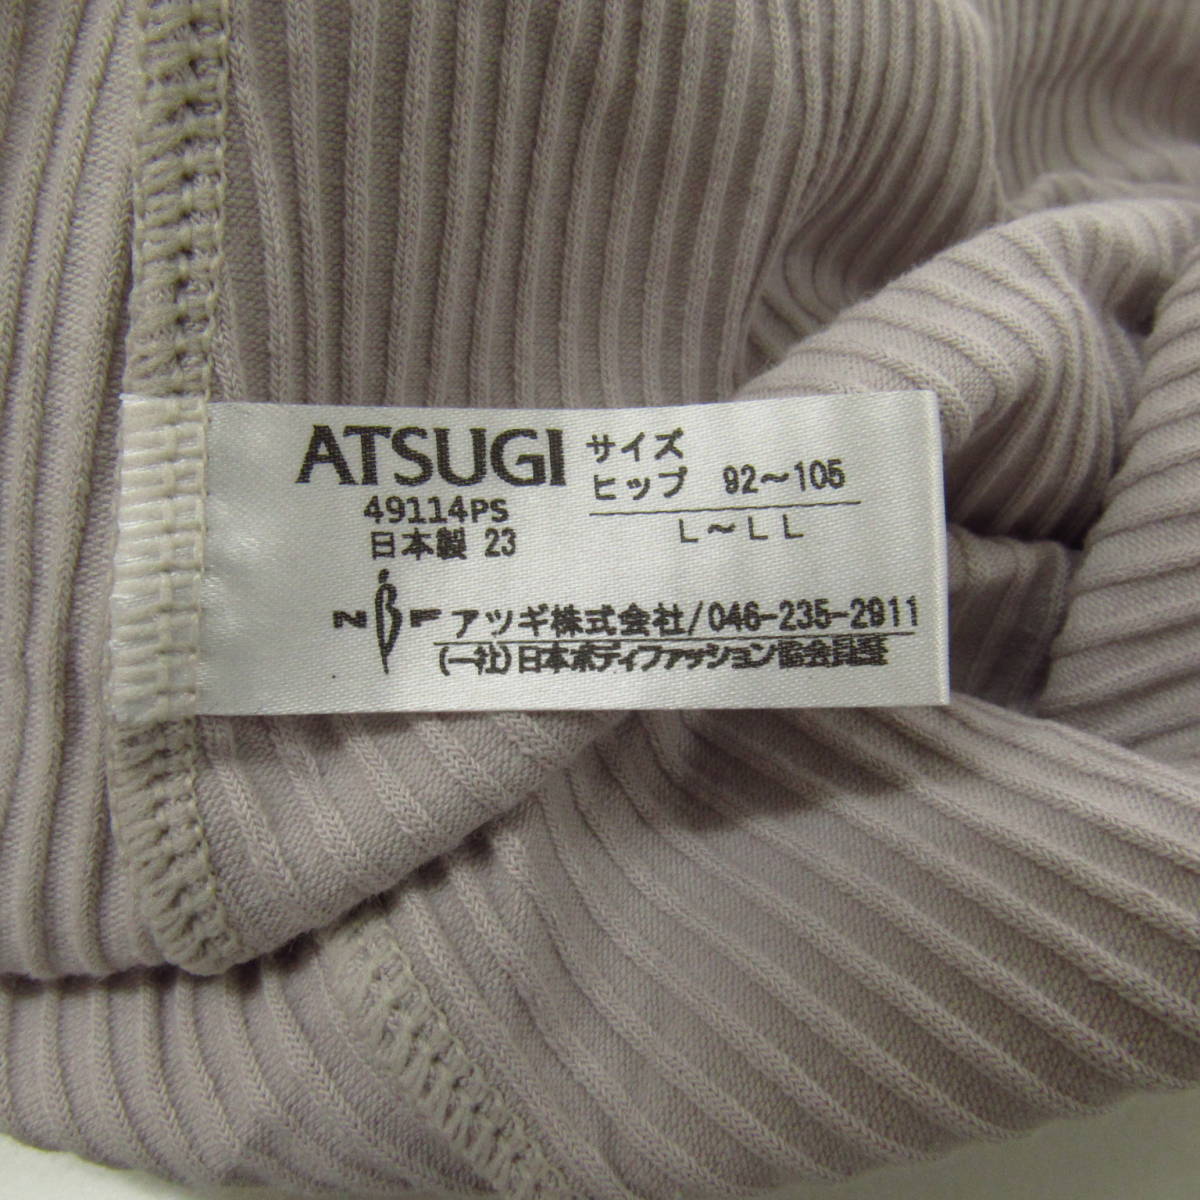 ATSUGI
49114PS
日本製 23
サイズ
ヒップ 92～105
L～LL
NBF アツギ株式会社/046-235-2911
(一社)日本ボディファッション協会員証